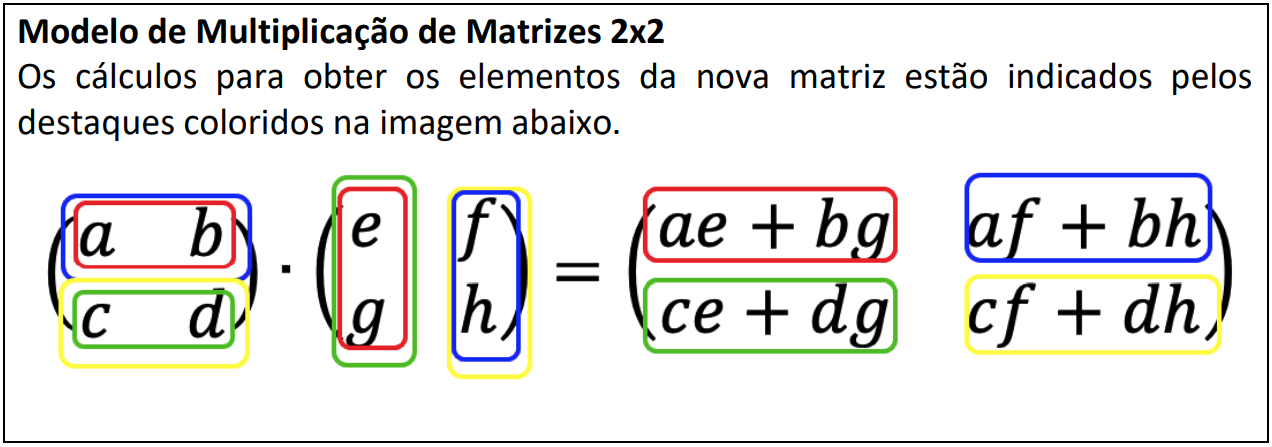 Modelo de Multiplicação de Matrizes 2x2
Os cálculos para obter os elementos da nova matriz estão indicados pelos
destaques coloridos na imagem abaixo.
(a b) · (e f) = (ae + bg af + bh)
(c d) (g h) (ce + dg cf + dh)